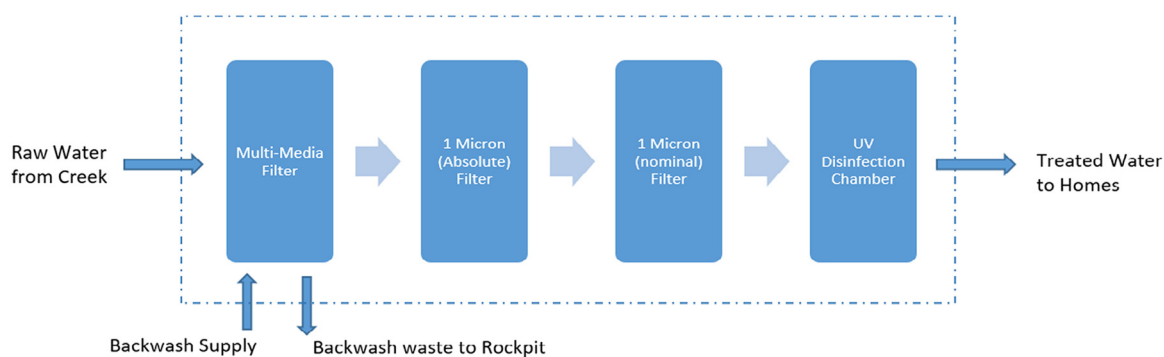 Raw Water
from Creek
Multi-Media
Filter
1 Micron
(Absolute)
Filter
1 Micron
(nominal)
Filter
UV
Disinfection
Chamber
Treated Water
to Homes
Backwash Supply
Backwash waste to Rockpit